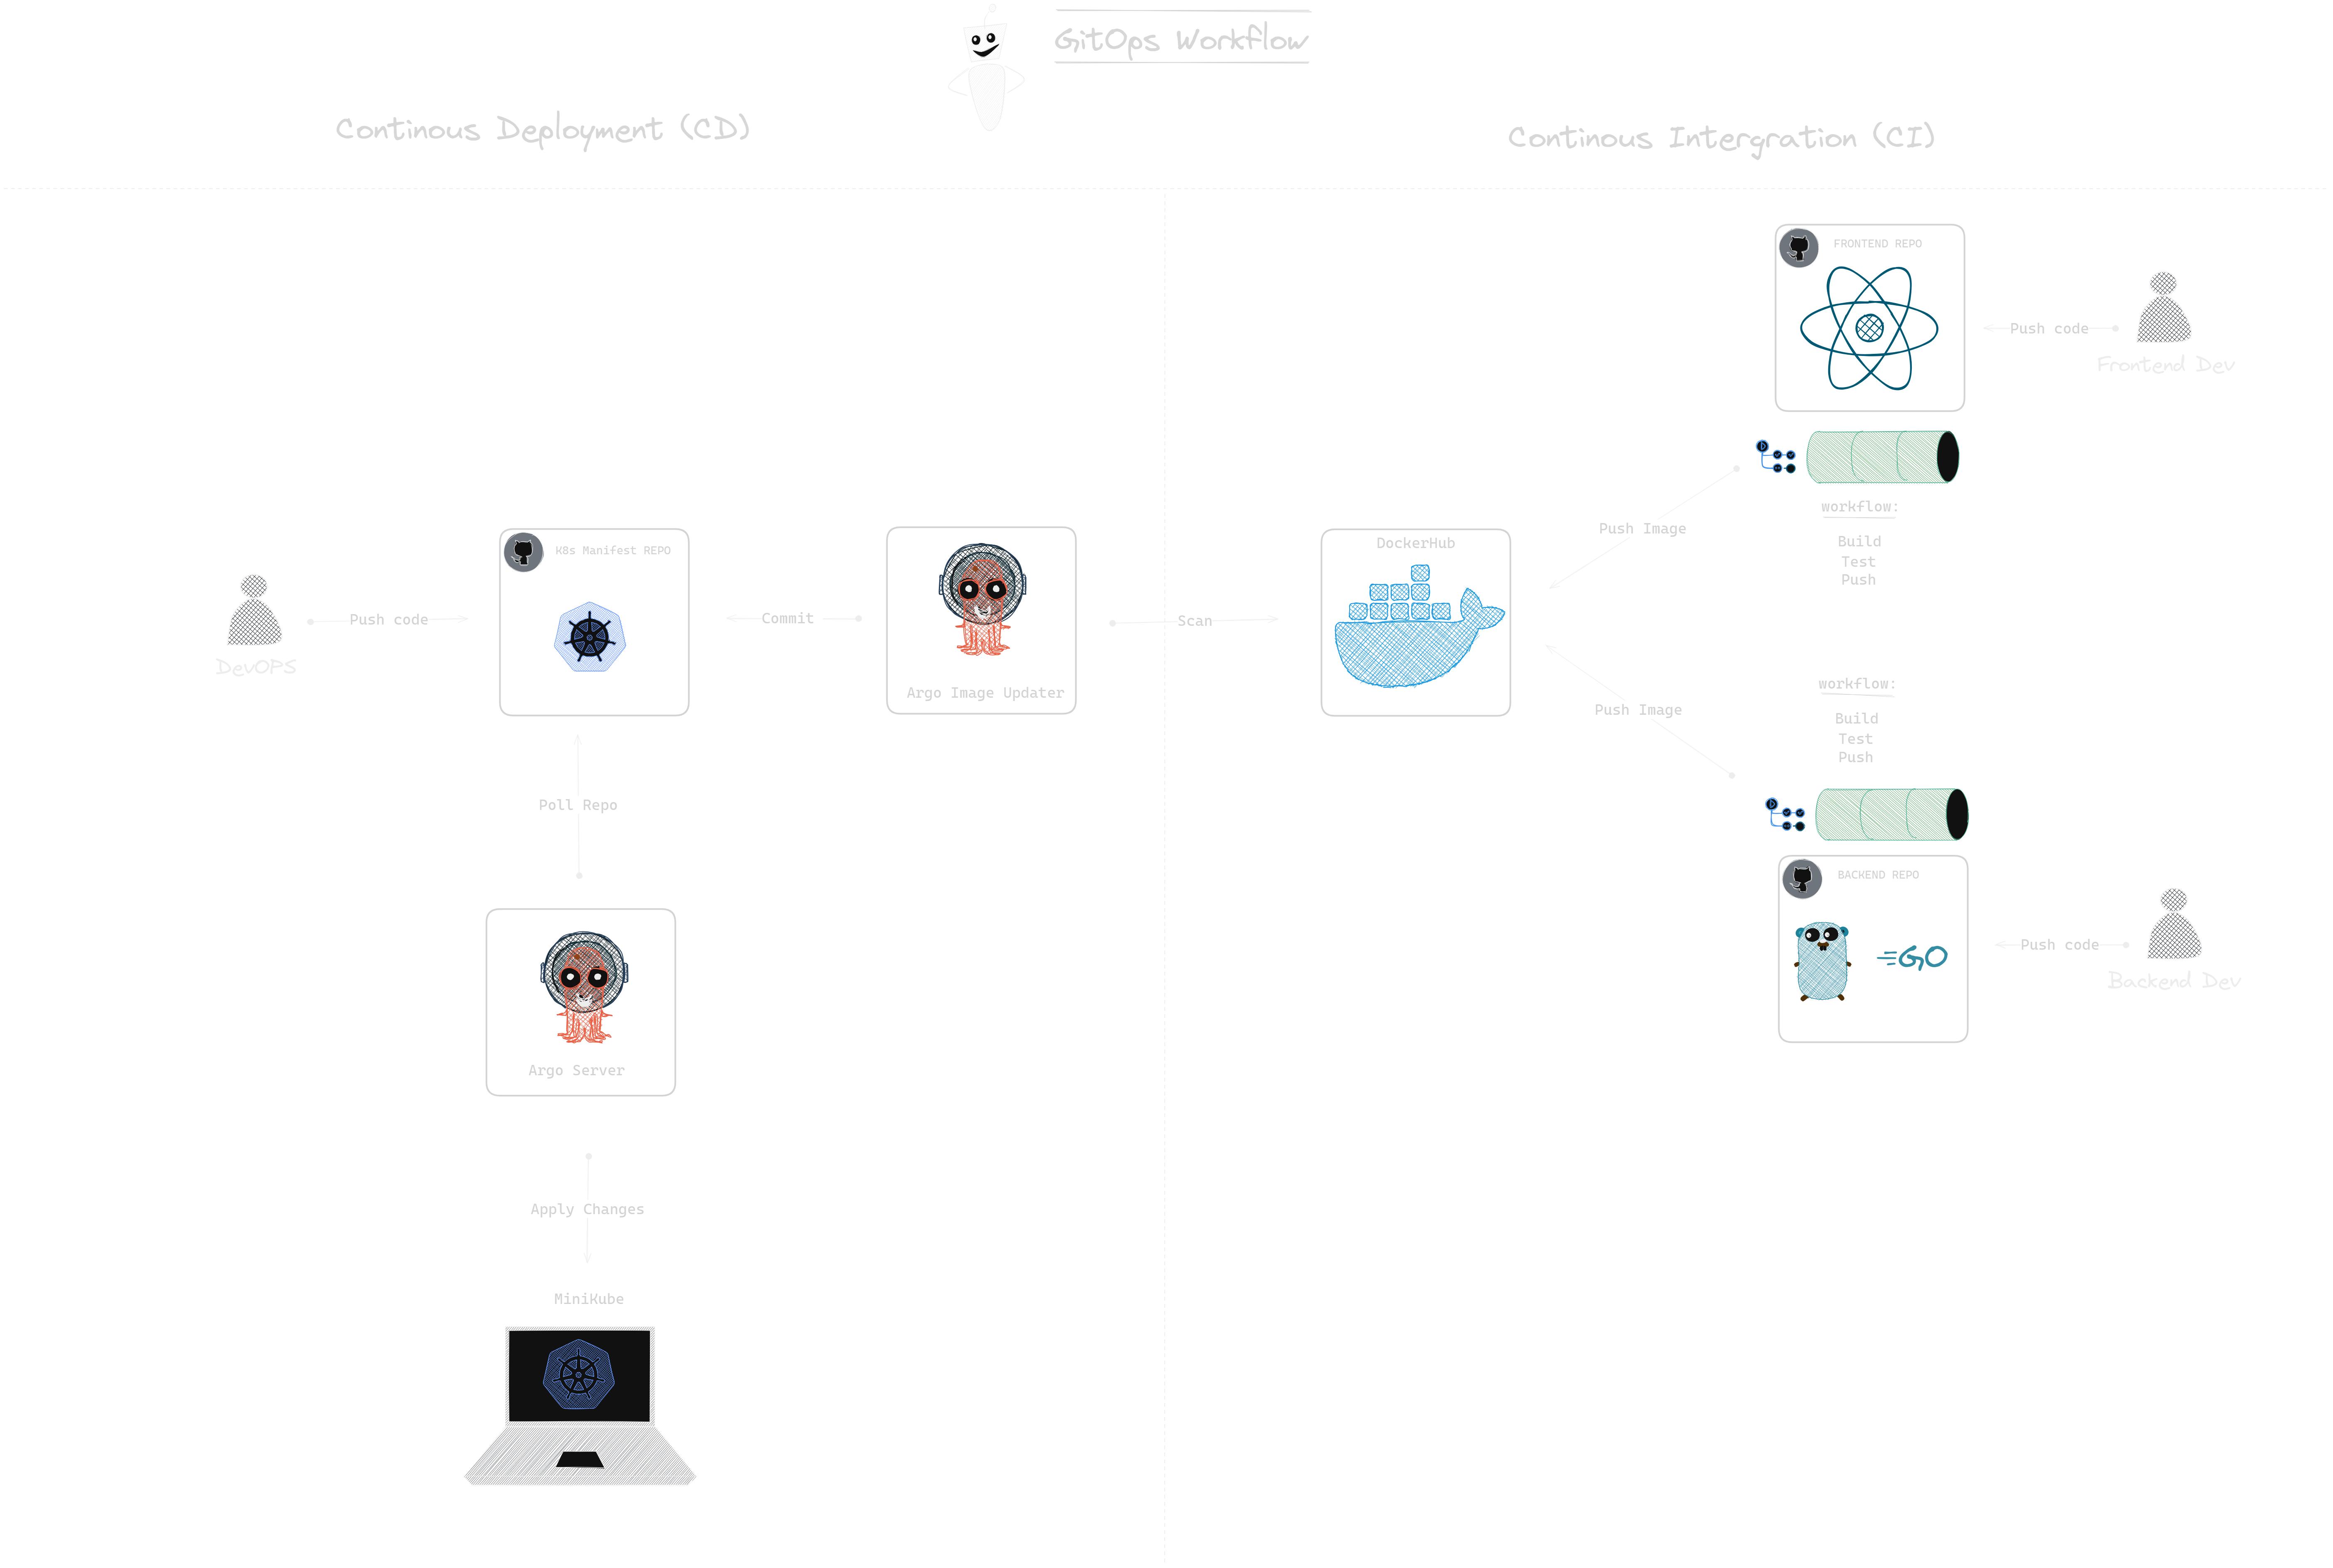 GitOps Workflow
Continous Deployment (CD)
Continous Intergration (CI)
FRONTEND REPO
Push code
Frontend Dev
workflow:
Build
Test
Push
Push Image
DockerHub
K8s Manifest REPO
Push code
DevOPS
Commit
Argo Image Updater
Scan
Push Image
workflow:
Build
Test
Push
BACKEND REPO
GO
Push code
Backend Dev
Poll Repo
Argo Server
Apply Changes
MiniKube